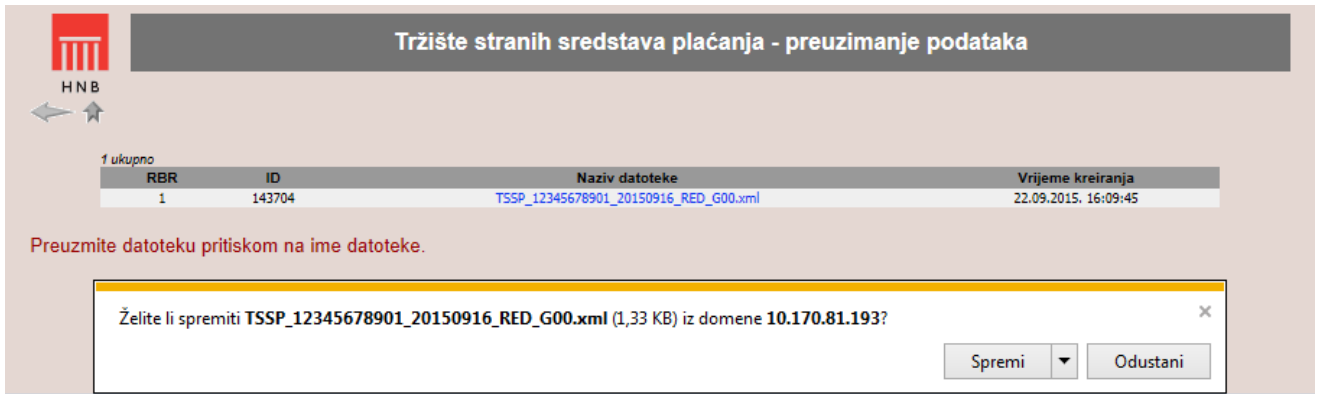 Tržište stranih sredstava plaćanja - preuzimanje podataka
HNB
1 ukupno
RBR ID Naziv datoteke Vrijeme kreiranja
1 143704 TSSP_12345678901_20150916_RED_G00.xml 22.09.2015. 16:09:45
Preuzmite datoteku pritiskom na ime datoteke.
Želite li spremiti TSSP_12345678901_20150916_RED_G00.xml (1,33 KB) iz domene 10.170.81.193?
Spremi Odustani